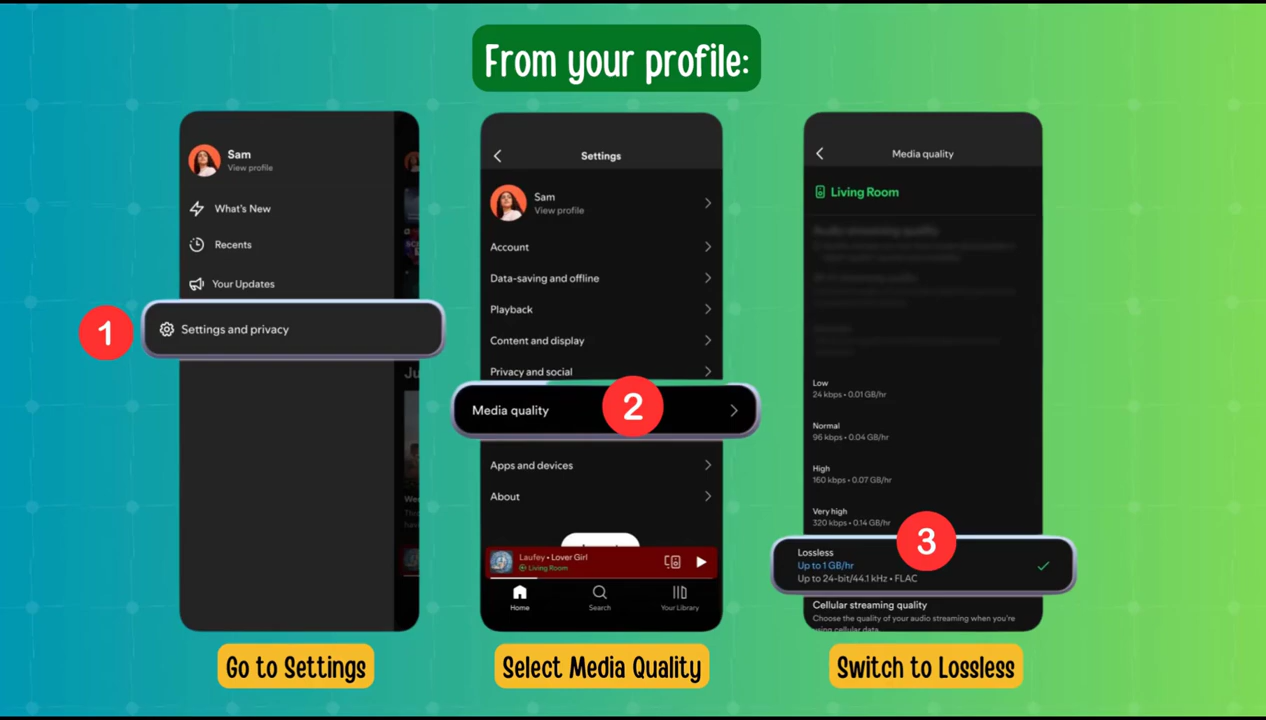 From your profile:
Sam
View profile
What's New
Recents
Your Updates
1
Settings and privacy
Go to Settings
Settings
Sam
View profile
Account
Data-saving and offline
Playback
Content and display
Privacy and social
Media quality
2
Apps and devices
About
Laufey • Lover Girl
Living Room
Home
Search
Your Library
Select Media Quality
Media quality
Living Room
Low
24 kbps • 0.01 GB/hr
Normal
96 kbps • 0.04 GB/hr
High
160 kbps • 0.07 GB/hr
Very high
320 kbps • 0.14 GB/hr
3
Lossless
Up to 1 GB/hr
Up to 24-bit/44.1 kHz • FLAC
Cellular streaming quality
Choose the quality of your audio streaming when you're
using cellular data.
Switch to Lossless